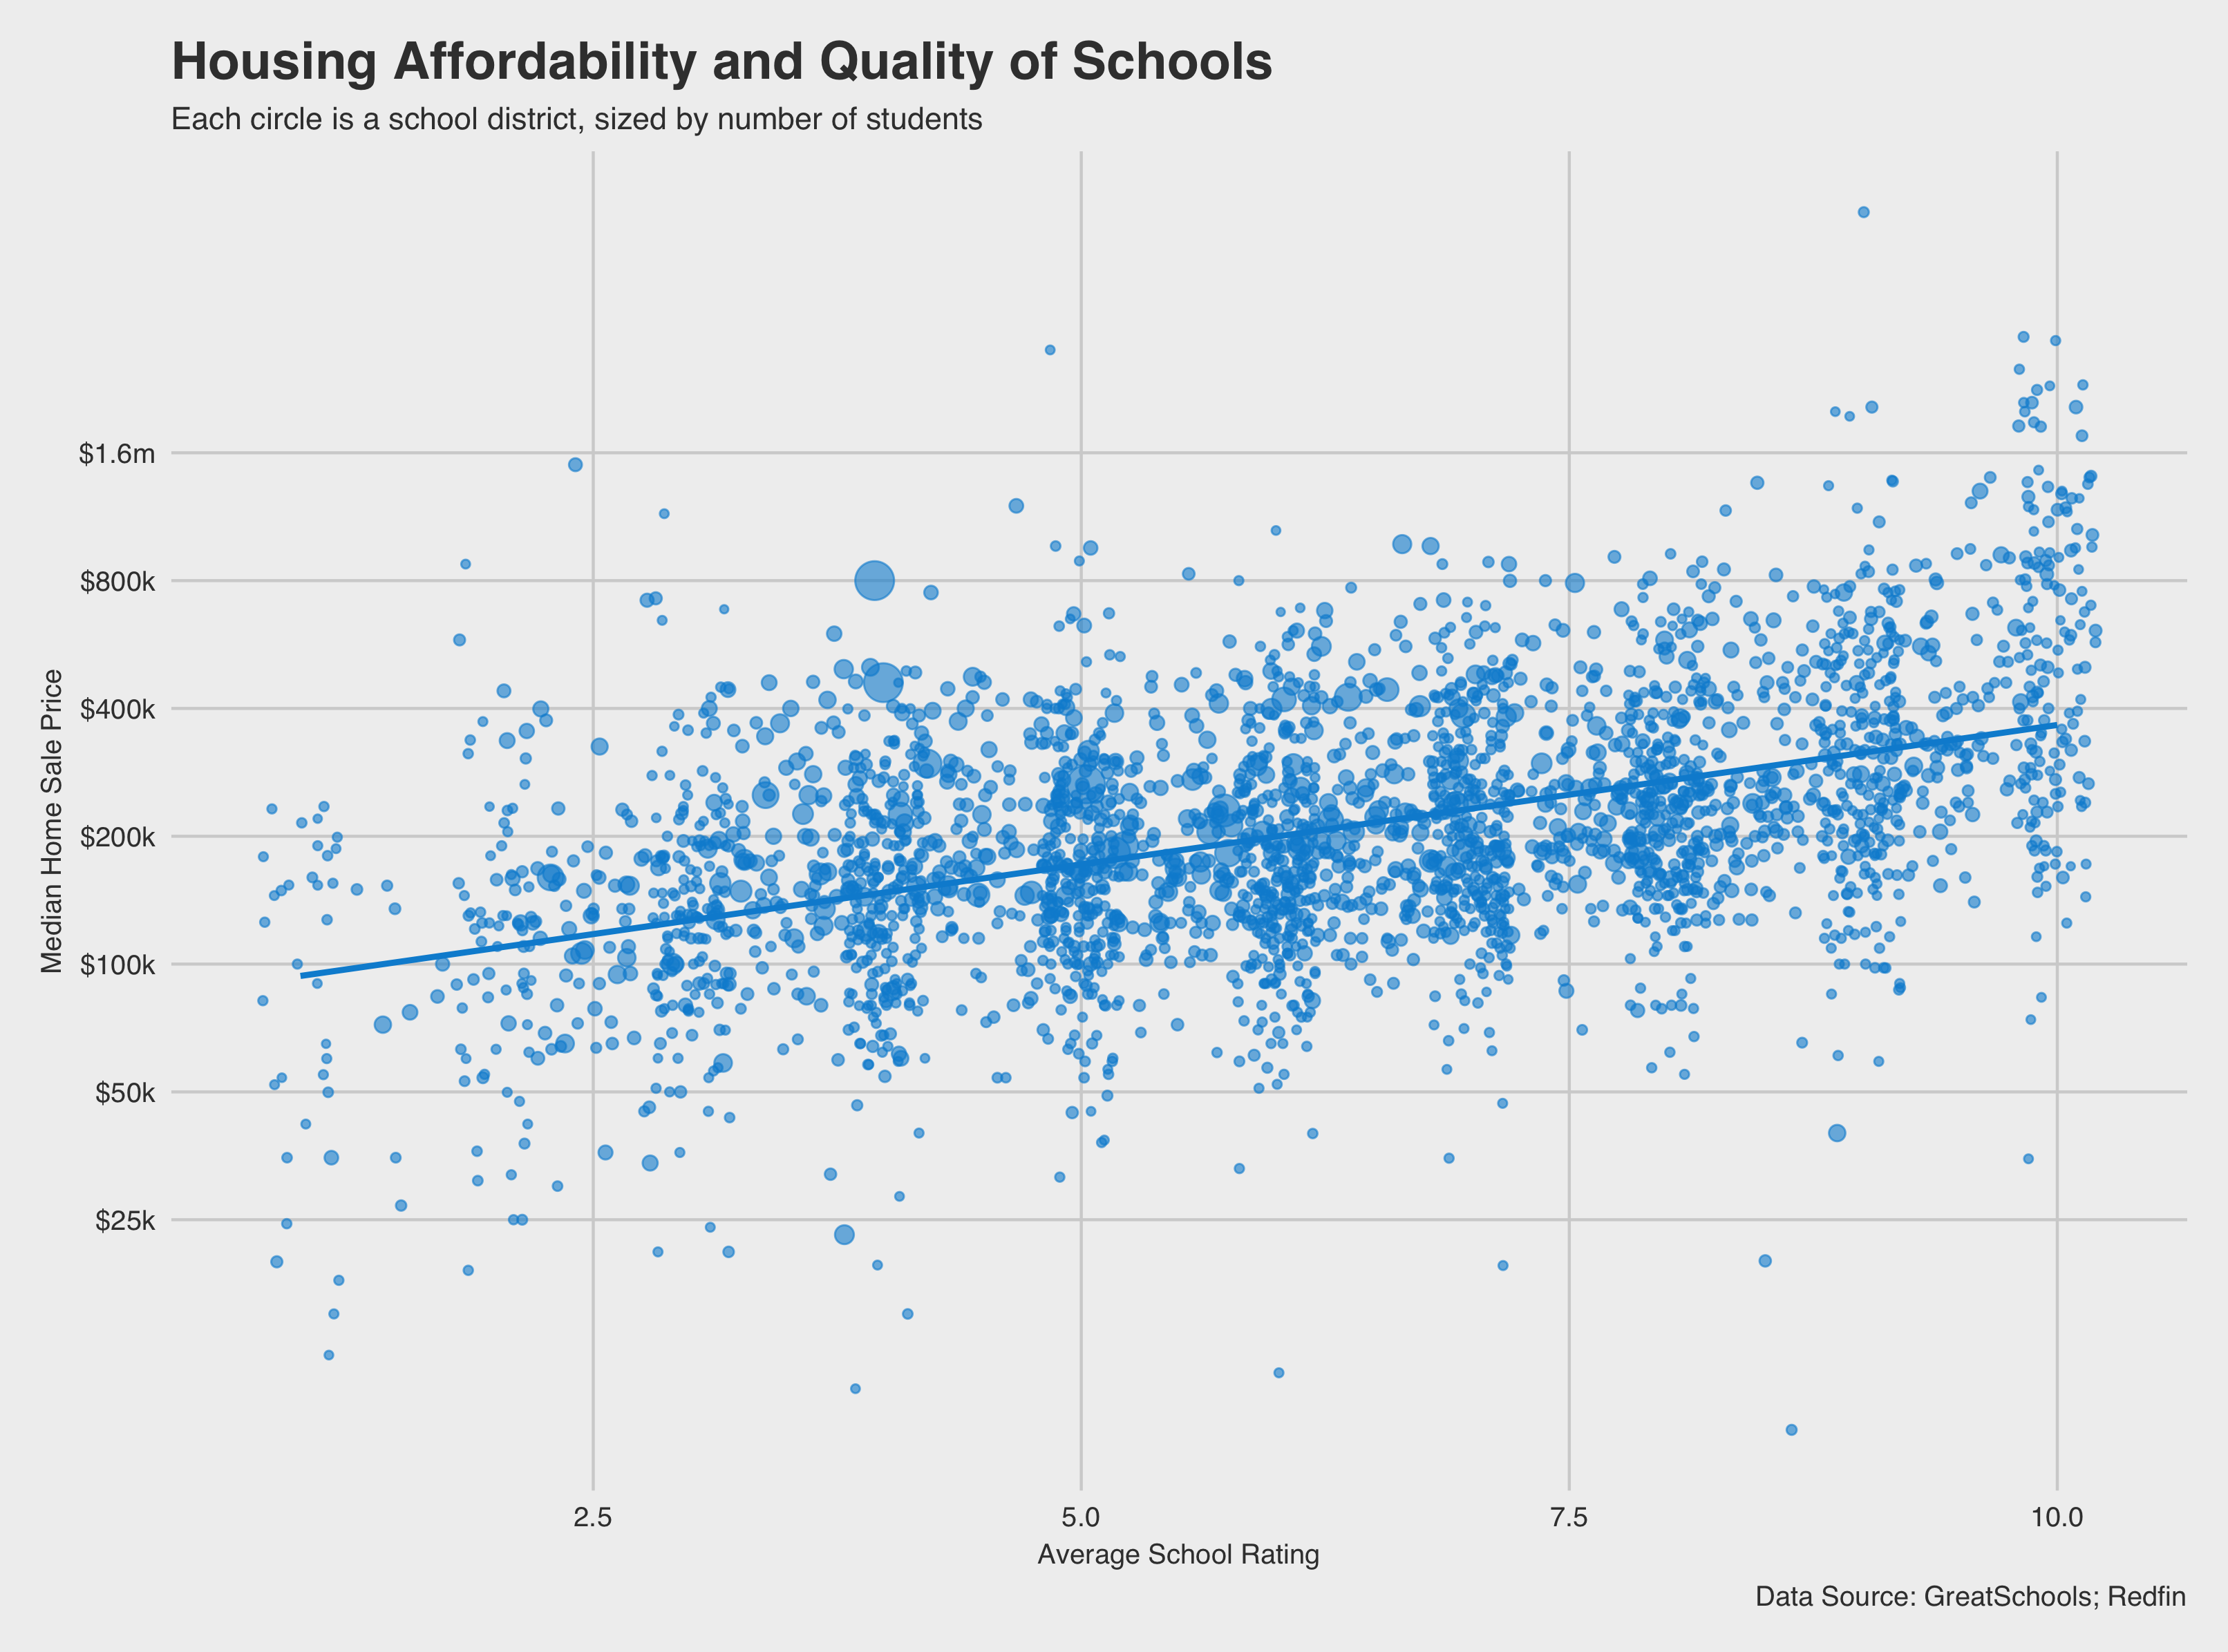 Housing Affordability and Quality of Schools
Each circle is a school district, sized by number of students
Median Home Sale Price
$1.6m
$800k
$400k
$200k
$100k
$50k
$25k
2.5 5.0 7.5 10.0
Average School Rating
Data Source: GreatSchools; Redfin